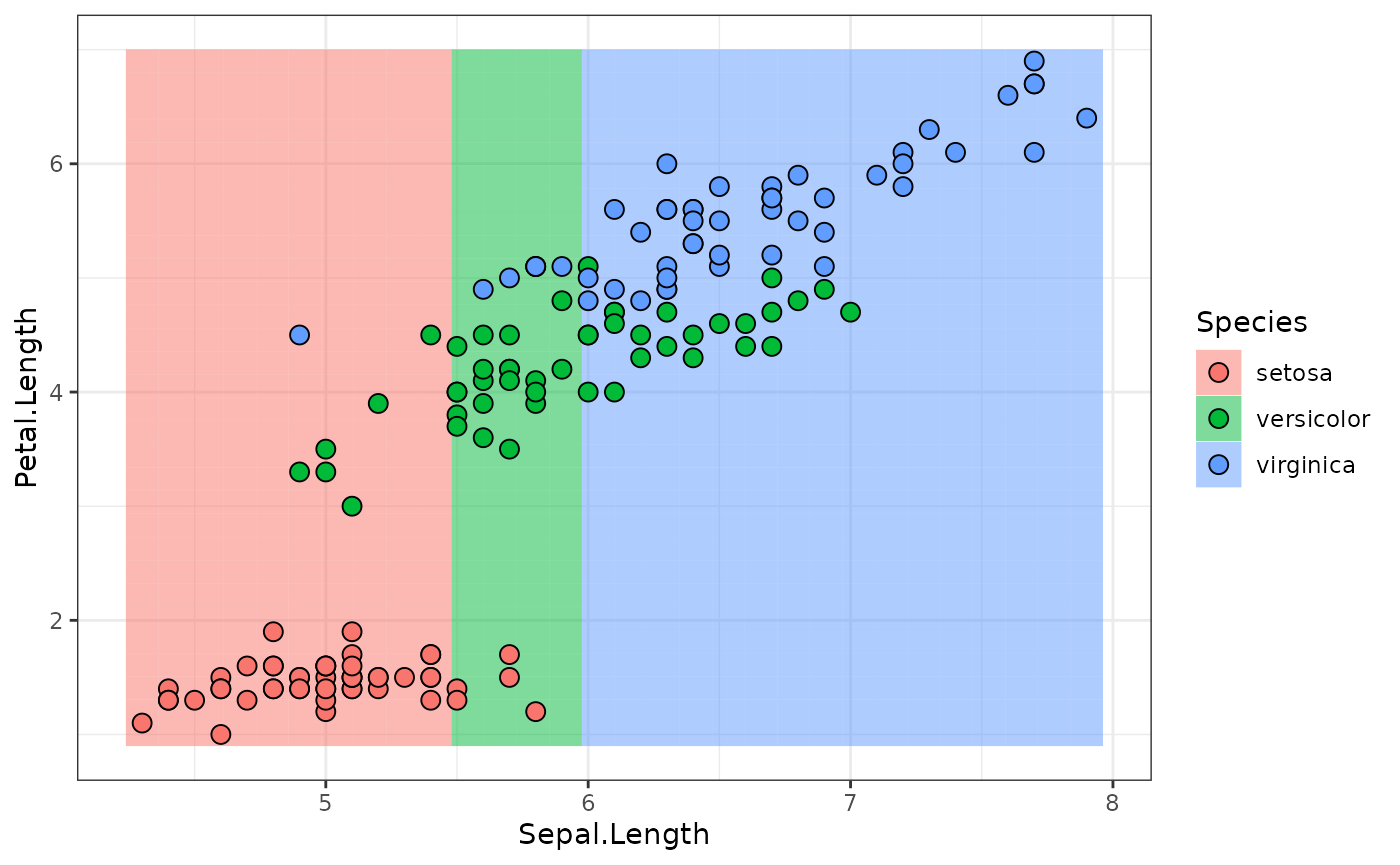 6
4
2
Petal.Length
5 6 7 8
Sepal.Length
Species
setosa
versicolor
virginica